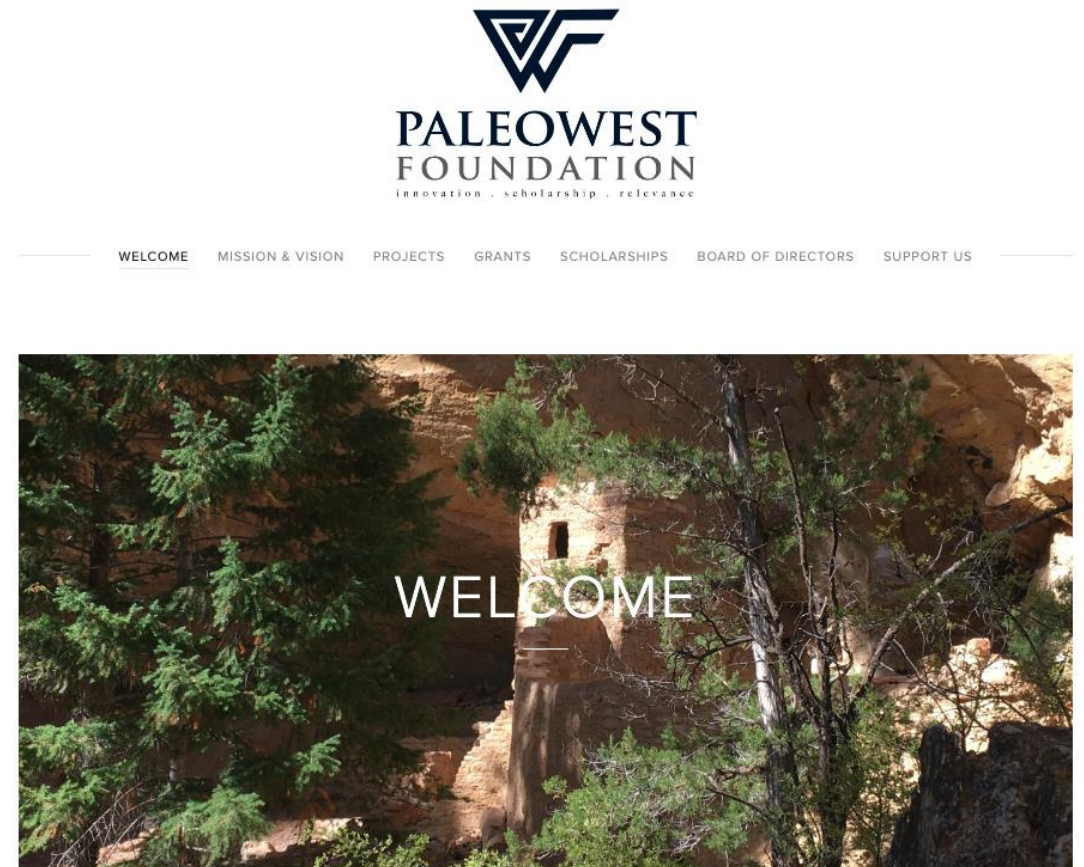 PALEOWEST
FOUNDATION
innovation . scholarship . relevance
WELCOME MISSION & VISION PROJECTS GRANTS SCHOLARSHIPS BOARD OF DIRECTORS SUPPORT US
WELCOME